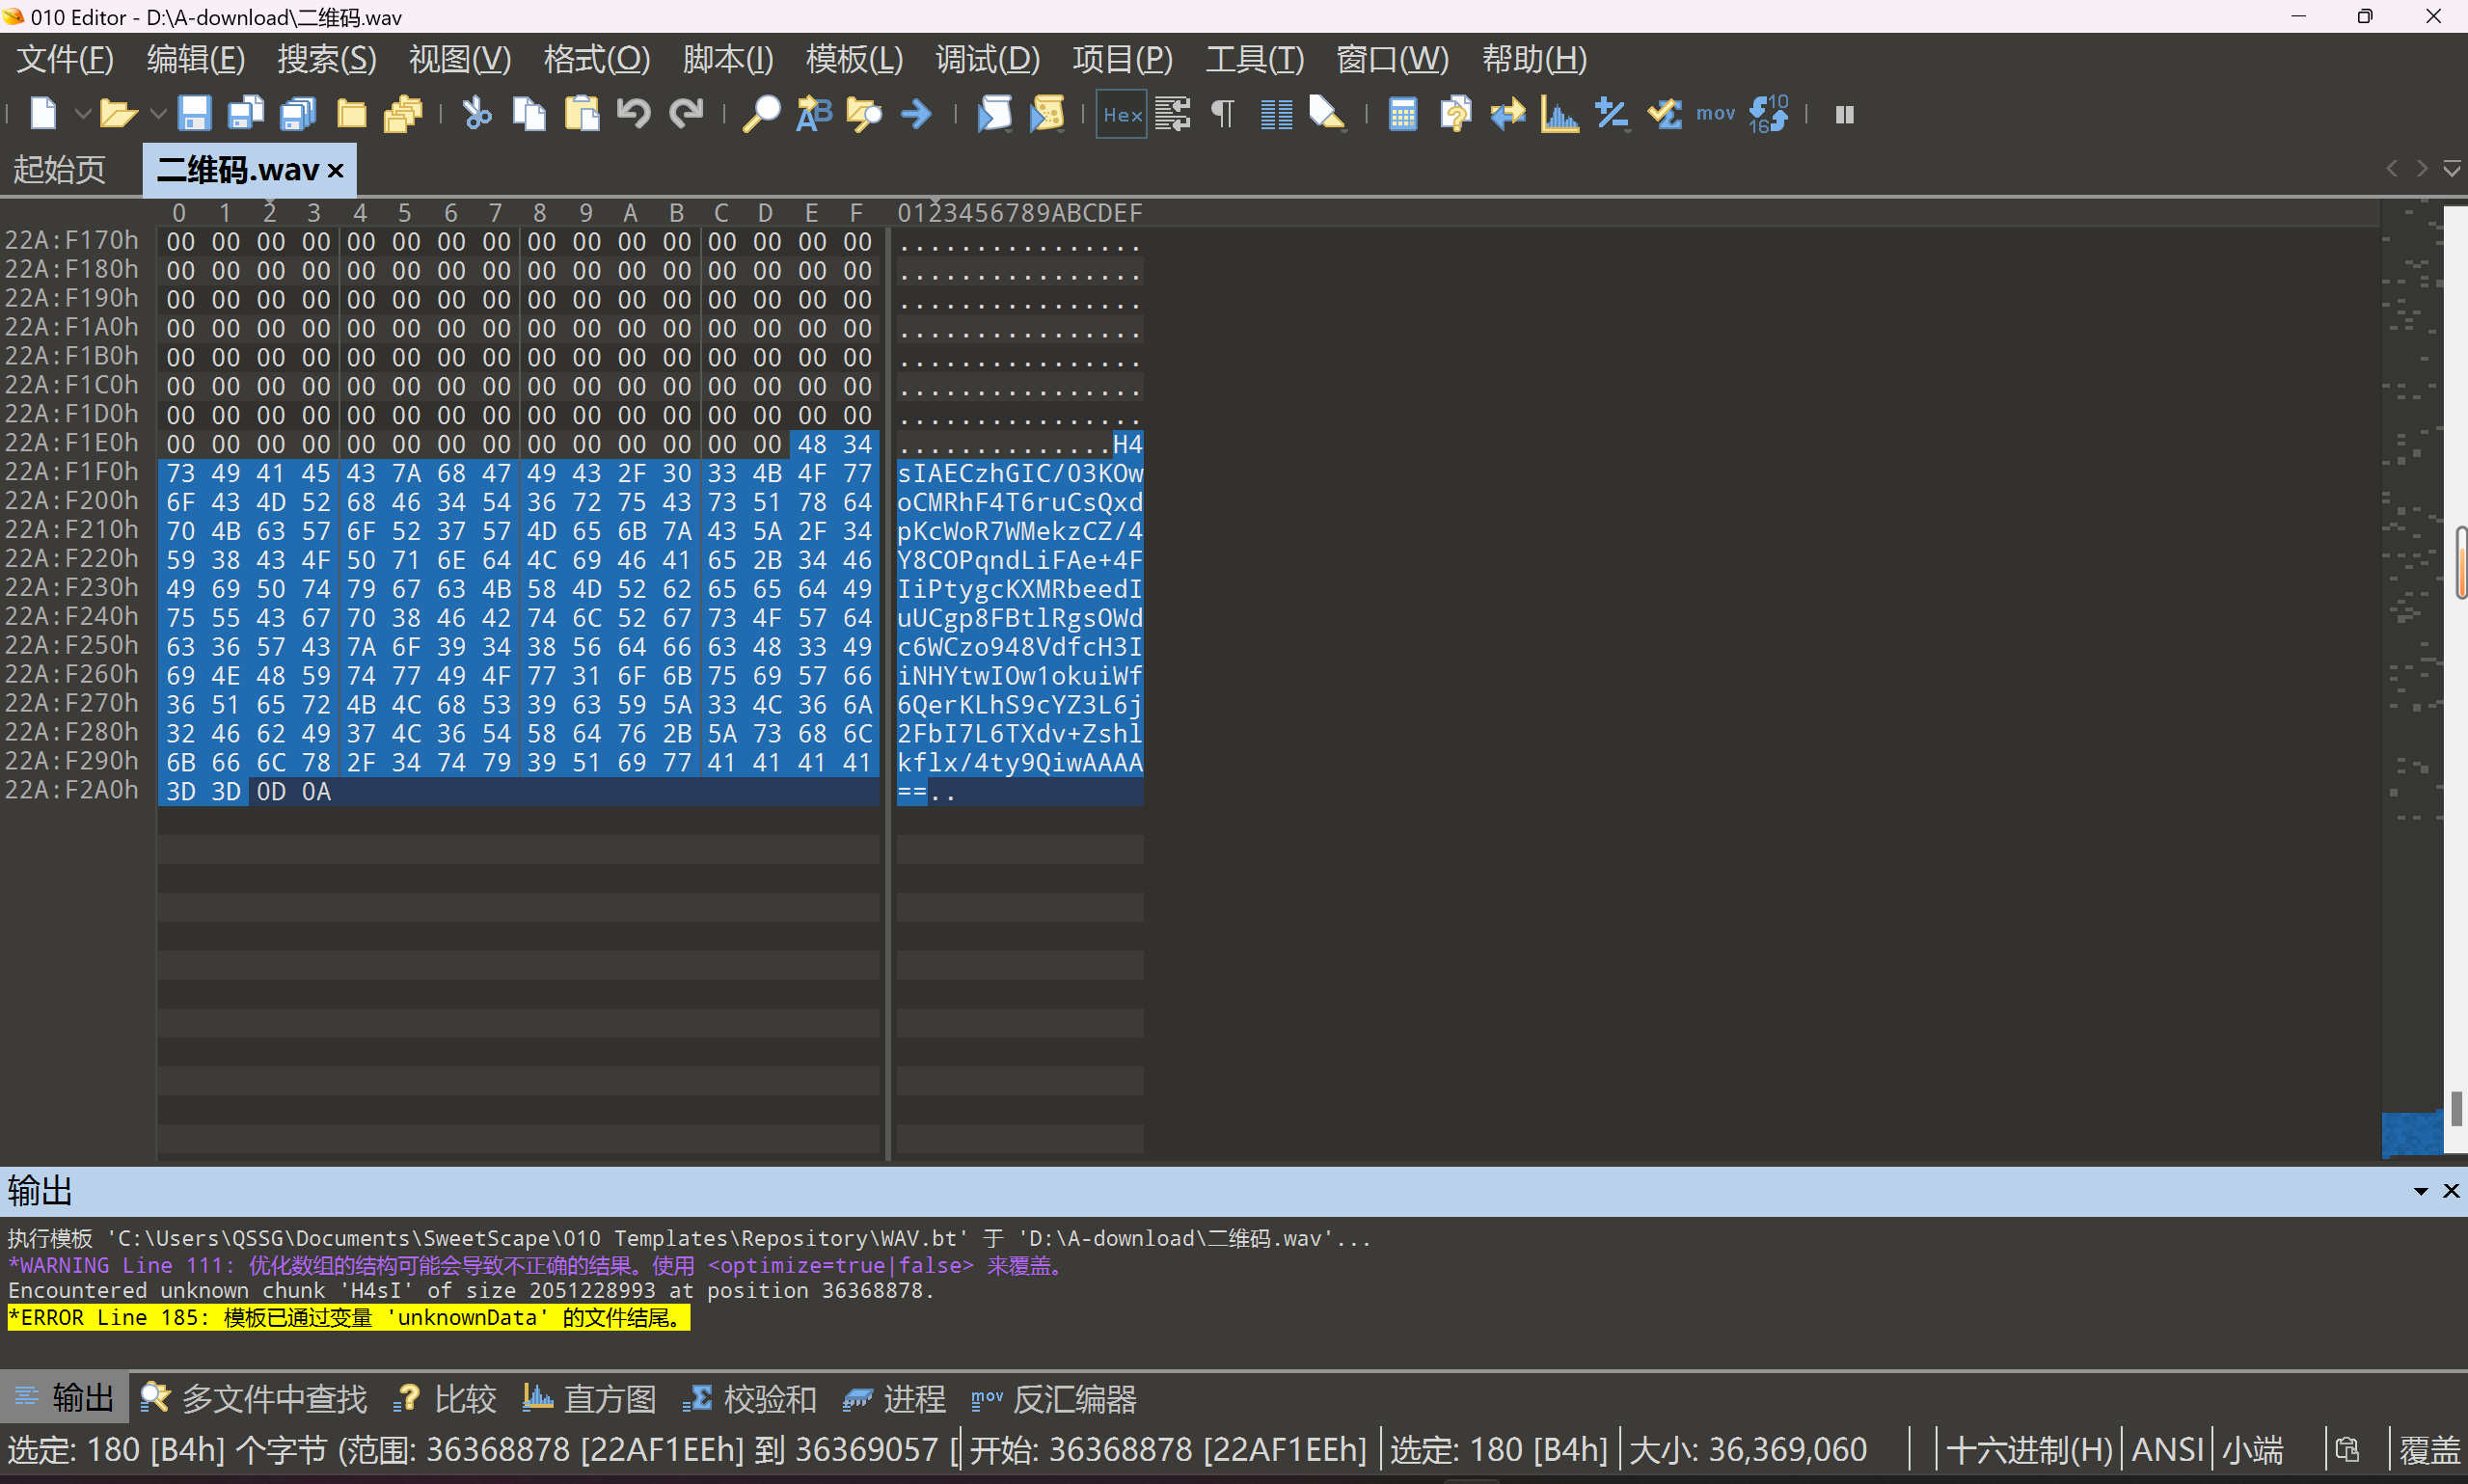 010 Editor - D:\A-download\二维码.wav
文件(F) 编辑(E) 搜索(S) 视图(V) 格式(O) 脚本(I) 模板(L) 调试(D) 项目(P) 工具(T) 窗口(W) 帮助(H)
Hex mov 10 16
起始页 二维码.wav ×
0 1 2 3 4 5 6 7 8 9 A B C D E F 0123456789ABCDEF
22A:F170h 00 00 00 00 00 00 00 00 00 00 00 00 00 00 00 00 ................
22A:F180h 00 00 00 00 00 00 00 00 00 00 00 00 00 00 00 00 ................
22A:F190h 00 00 00 00 00 00 00 00 00 00 00 00 00 00 00 00 ................
22A:F1A0h 00 00 00 00 00 00 00 00 00 00 00 00 00 00 00 00 ................
22A:F1B0h 00 00 00 00 00 00 00 00 00 00 00 00 00 00 00 00 ................
22A:F1C0h 00 00 00 00 00 00 00 00 00 00 00 00 00 00 00 00 ................
22A:F1D0h 00 00 00 00 00 00 00 00 00 00 00 00 00 00 00 00 ................
22A:F1E0h 00 00 00 00 00 00 00 00 00 00 00 00 00 00 48 34 ..............H4
22A:F1F0h 73 49 41 45 43 7A 68 47 49 43 2F 30 33 4B 4F 77 sIAECzhGIC/03KOw
22A:F200h 6F 43 4D 52 68 46 34 54 36 72 75 43 73 51 78 64 oCMRhF4T6ruCsQxd
22A:F210h 70 4B 63 57 6F 52 37 57 4D 65 6B 7A 43 5A 2F 34 pKcWoR7WMekzCZ/4
22A:F220h 59 38 43 4F 50 71 6E 64 4C 69 46 41 65 2B 34 46 Y8COPqndLiFAe+4F
22A:F230h 49 69 50 74 79 67 63 4B 58 4D 52 62 65 65 64 49 IiPtygcKXMRbeedI
22A:F240h 75 55 43 67 70 38 46 42 74 6C 52 67 73 4F 57 64 uUCgp8FBtlRgsOWd
22A:F250h 63 36 57 43 7A 6F 39 34 38 56 64 66 63 48 33 49 c6WCzo948VdfcH3I
22A:F260h 69 4E 48 59 74 77 49 4F 77 31 6F 6B 75 69 57 66 iNHYtwIOw1okuiWf
22A:F270h 36 51 65 72 4B 4C 68 53 39 63 59 5A 33 4C 36 6A 6QerKLhS9cYZ3L6j
22A:F280h 32 46 62 49 37 4C 36 54 58 64 76 2B 5A 73 68 6C 2FbI7L6TXdv+Zshl
22A:F290h 6B 66 6C 78 2F 34 74 79 39 51 69 77 41 41 41 41 kflx/4ty9QiwAAAA
22A:F2A0h 3D 3D 0D 0A ==..
输出
执行模板 'C:\Users\QSSG\Documents\SweetScape\010 Templates\Repository\WAV.bt' 于 'D:\A-download\二维码.wav'...
*WARNING Line 111: 优化数组的结构可能会导致不正确的结果。使用 <optimize=true|false> 来覆盖。
Encountered unknown chunk 'H4sI' of size 2051228993 at position 36368878.
*ERROR Line 185: 模板已通过变量 'unknownData' 的文件结尾。
输出 多文件中查找 比较 直方图 校验和 进程 mov 反汇编器
选定: 180 [B4h] 个字节 (范围: 36368878 [22AF1EEh] 到 36369057 [ 开始: 36368878 [22AF1EEh] 选定: 180 [B4h] 大小: 36,369,060 十六进制(H) ANSI 小端 覆盖